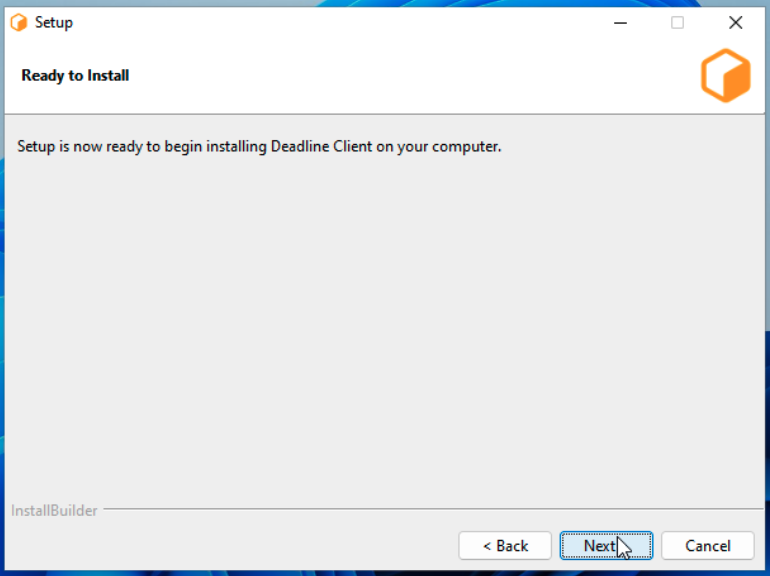 Setup
Ready to Install
Setup is now ready to begin installing Deadline Client on your computer.
InstallBuilder
< Back
Next
Cancel